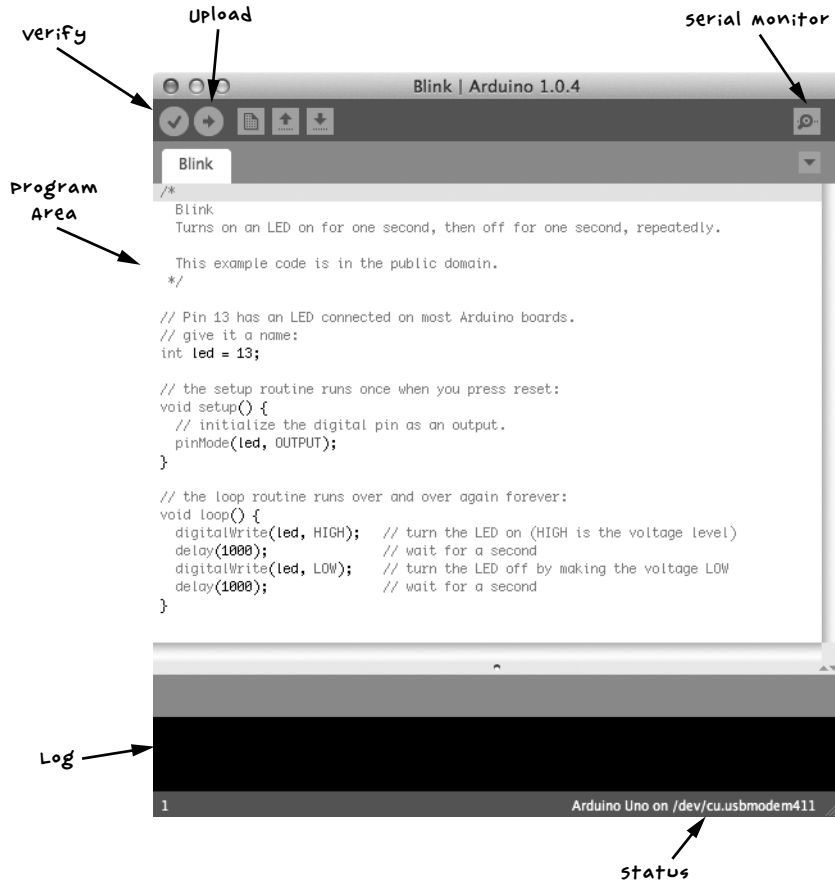 verify
Upload
Serial Monitor
Blink | Arduino 1.0.4
Blink
Program
Area
/*
  Blink
  Turns on an LED on for one second, then off for one second, repeatedly.

  This example code is in the public domain.
 */

// Pin 13 has an LED connected on most Arduino boards.
// give it a name:
int led = 13;

// the setup routine runs once when you press reset:
void setup() {
  // initialize the digital pin as an output.
  pinMode(led, OUTPUT);
}

// the loop routine runs over and over again forever:
void loop() {
  digitalWrite(led, HIGH);   // turn the LED on (HIGH is the voltage level)
  delay(1000);               // wait for a second
  digitalWrite(led, LOW);    // turn the LED off by making the voltage LOW
  delay(1000);               // wait for a second
}
Log
1
Arduino Uno on /dev/cu.usbmodem411
Status